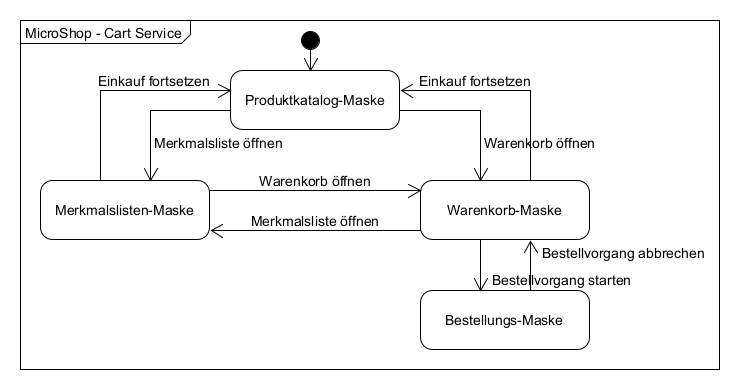 MicroShop - Cart Service
Einkauf fortsetzen
Einkauf fortsetzen
Produktkatalog-Maske
Merkmalsliste öffnen
Warenkorb öffnen
Warenkorb öffnen
Merkmalslisten-Maske
Warenkorb-Maske
Merkmalsliste öffnen
Bestellvorgang abbrechen
Bestellvorgang starten
Bestellungs-Maske